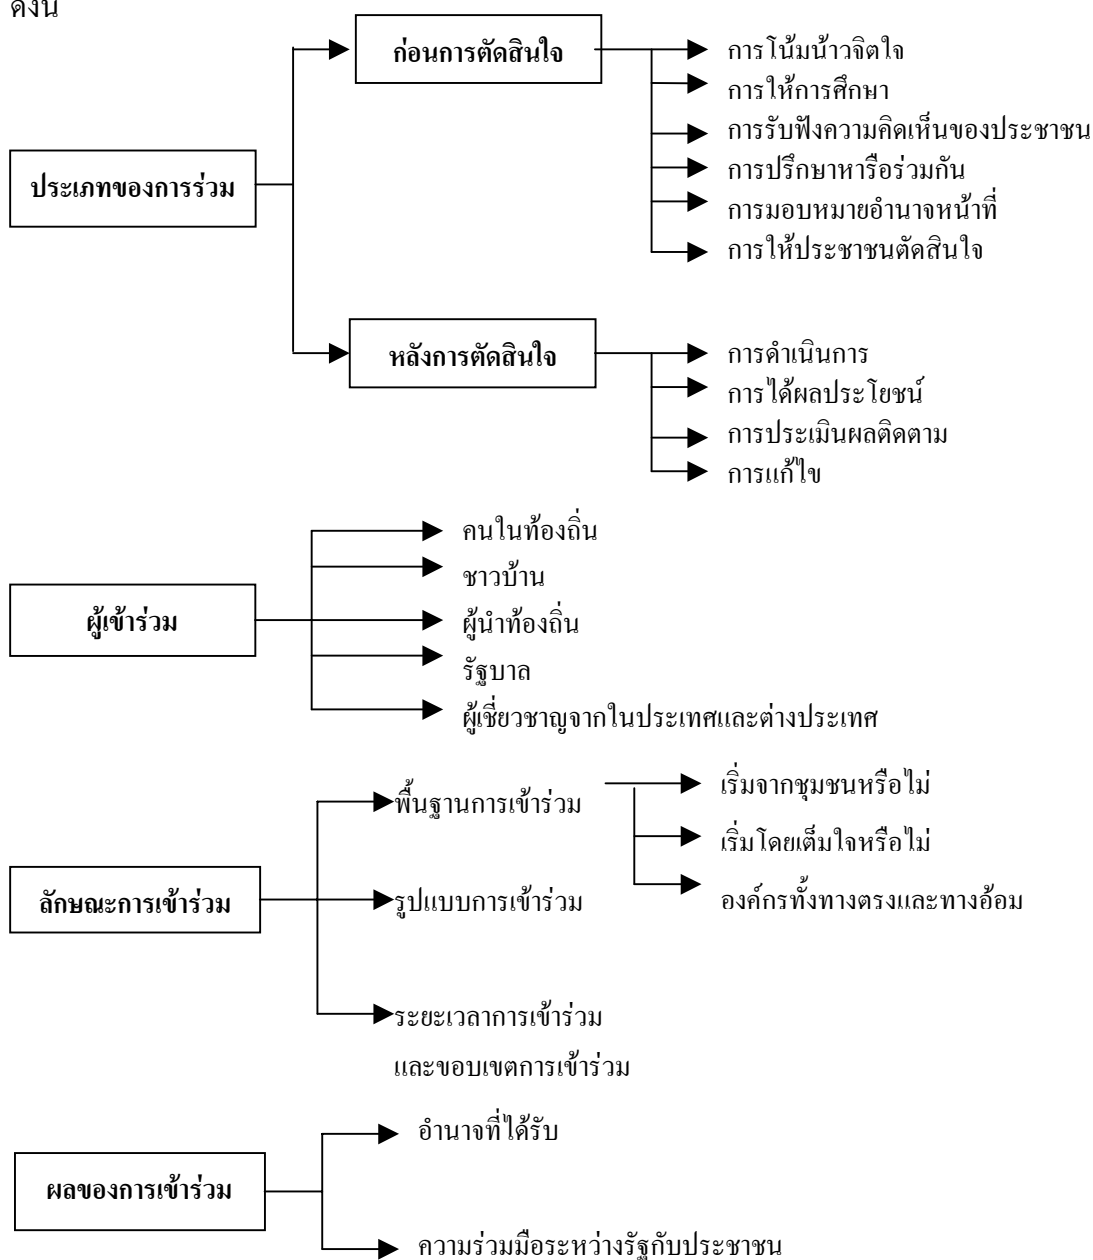 ดังนี้
ก่อนการตัดสินใจ
การโน้มน้าวจิตใจ
การให้การศึกษา
การรับฟังความคิดเห็นของประชาชน
การปรึกษาหารือร่วมกัน
การมอบหมายอำนาจหน้าที่
การให้ประชาชนตัดสินใจ
ประเภทของการร่วม
หลังการตัดสินใจ
การดำเนินการ
การได้ผลประโยชน์
การประเมินผลติดตาม
การแก้ไข
ผู้เข้าร่วม
คนในท้องถิ่น
ชาวบ้าน
ผู้นำท้องถิ่น
รัฐบาล
ผู้เชี่ยวชาญจากในประเทศและต่างประเทศ
ลักษณะการเข้าร่วม
พื้นฐานการเข้าร่วม
เริ่มจากชุมชนหรือไม่
เริ่มโดยเต็มใจหรือไม่
องค์กรทั้งทางตรงและทางอ้อม
รูปแบบการเข้าร่วม
ระยะเวลาการเข้าร่วม
และขอบเขตการเข้าร่วม
ผลของการเข้าร่วม
อำนาจที่ได้รับ
ความร่วมมือระหว่างรัฐกับประชาชน